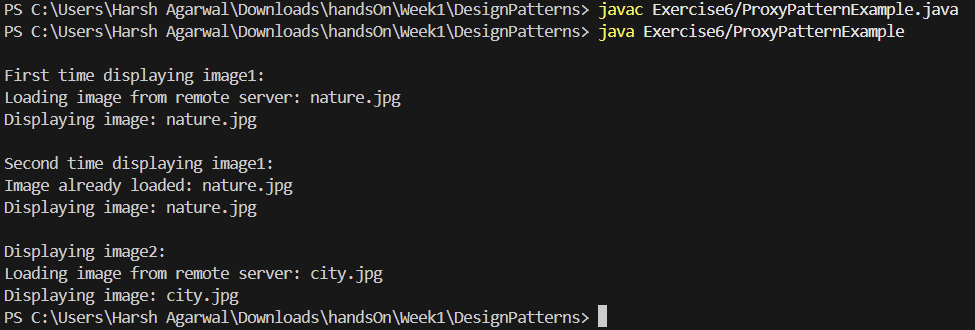 PS C:\Users\Harsh Agarwal\Downloads\handsOn\Week1\DesignPatterns> javac Exercise6/ProxyPatternExample.java
PS C:\Users\Harsh Agarwal\Downloads\handsOn\Week1\DesignPatterns> java Exercise6/ProxyPatternExample
First time displaying image1:
Loading image from remote server: nature.jpg
Displaying image: nature.jpg
Second time displaying image1:
Image already loaded: nature.jpg
Displaying image: nature.jpg
Displaying image2:
Loading image from remote server: city.jpg
Displaying image: city.jpg
PS C:\Users\Harsh Agarwal\Downloads\handsOn\Week1\DesignPatterns>